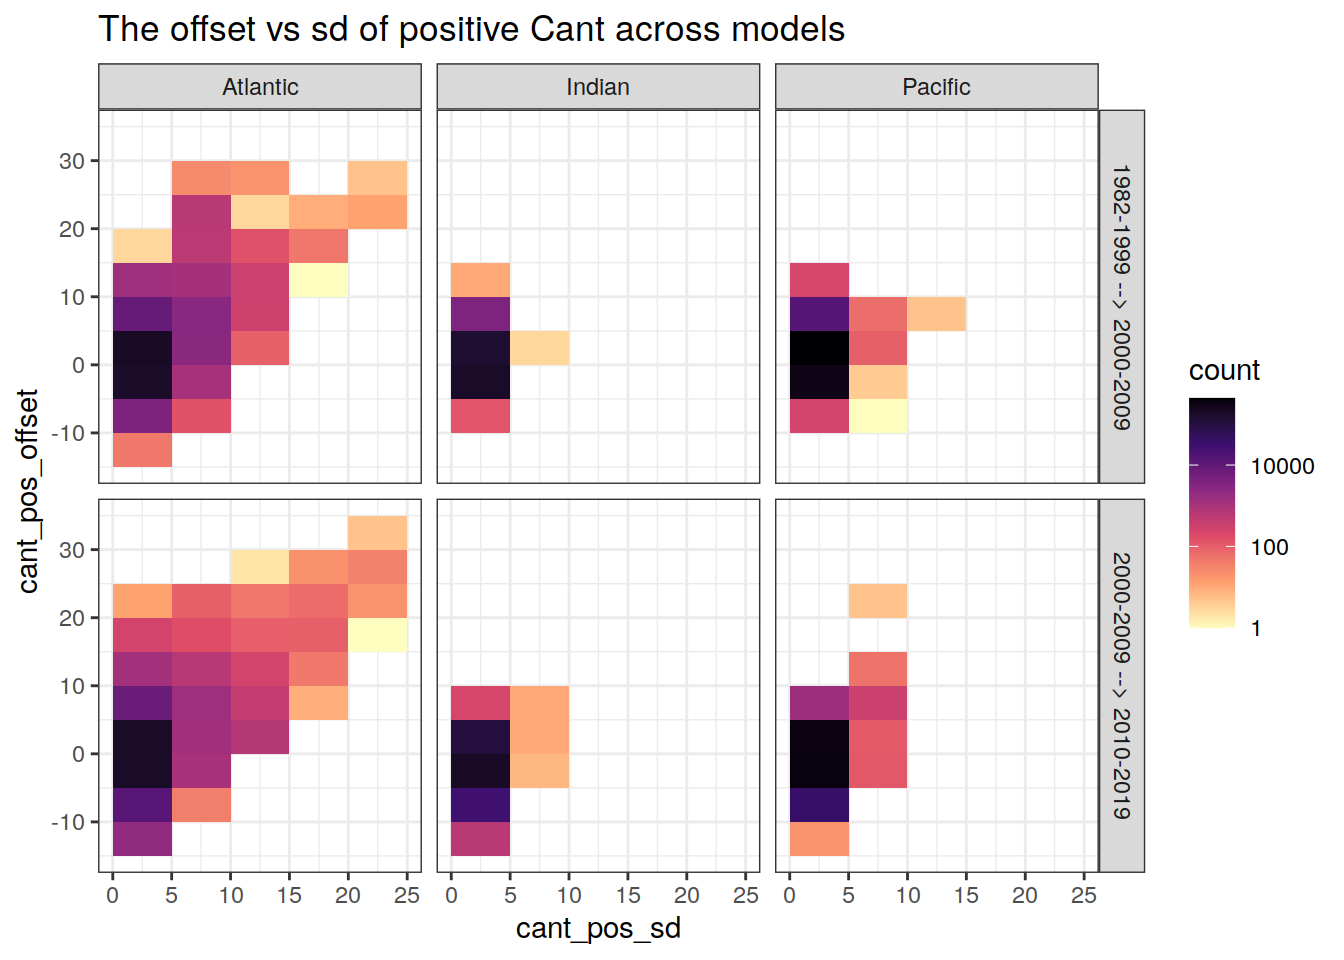 The offset vs sd of positive Cant across models
Atlantic
Indian
Pacific
30
20
10
0
-10
1982-1999 --> 2000-2009
30
20
10
0
-10
2000-2009 --> 2010-2019
0 5 10 15 20 25
0 5 10 15 20 25
0 5 10 15 20 25
cant_pos_sd
cant_pos_offset
count
10000
100
1